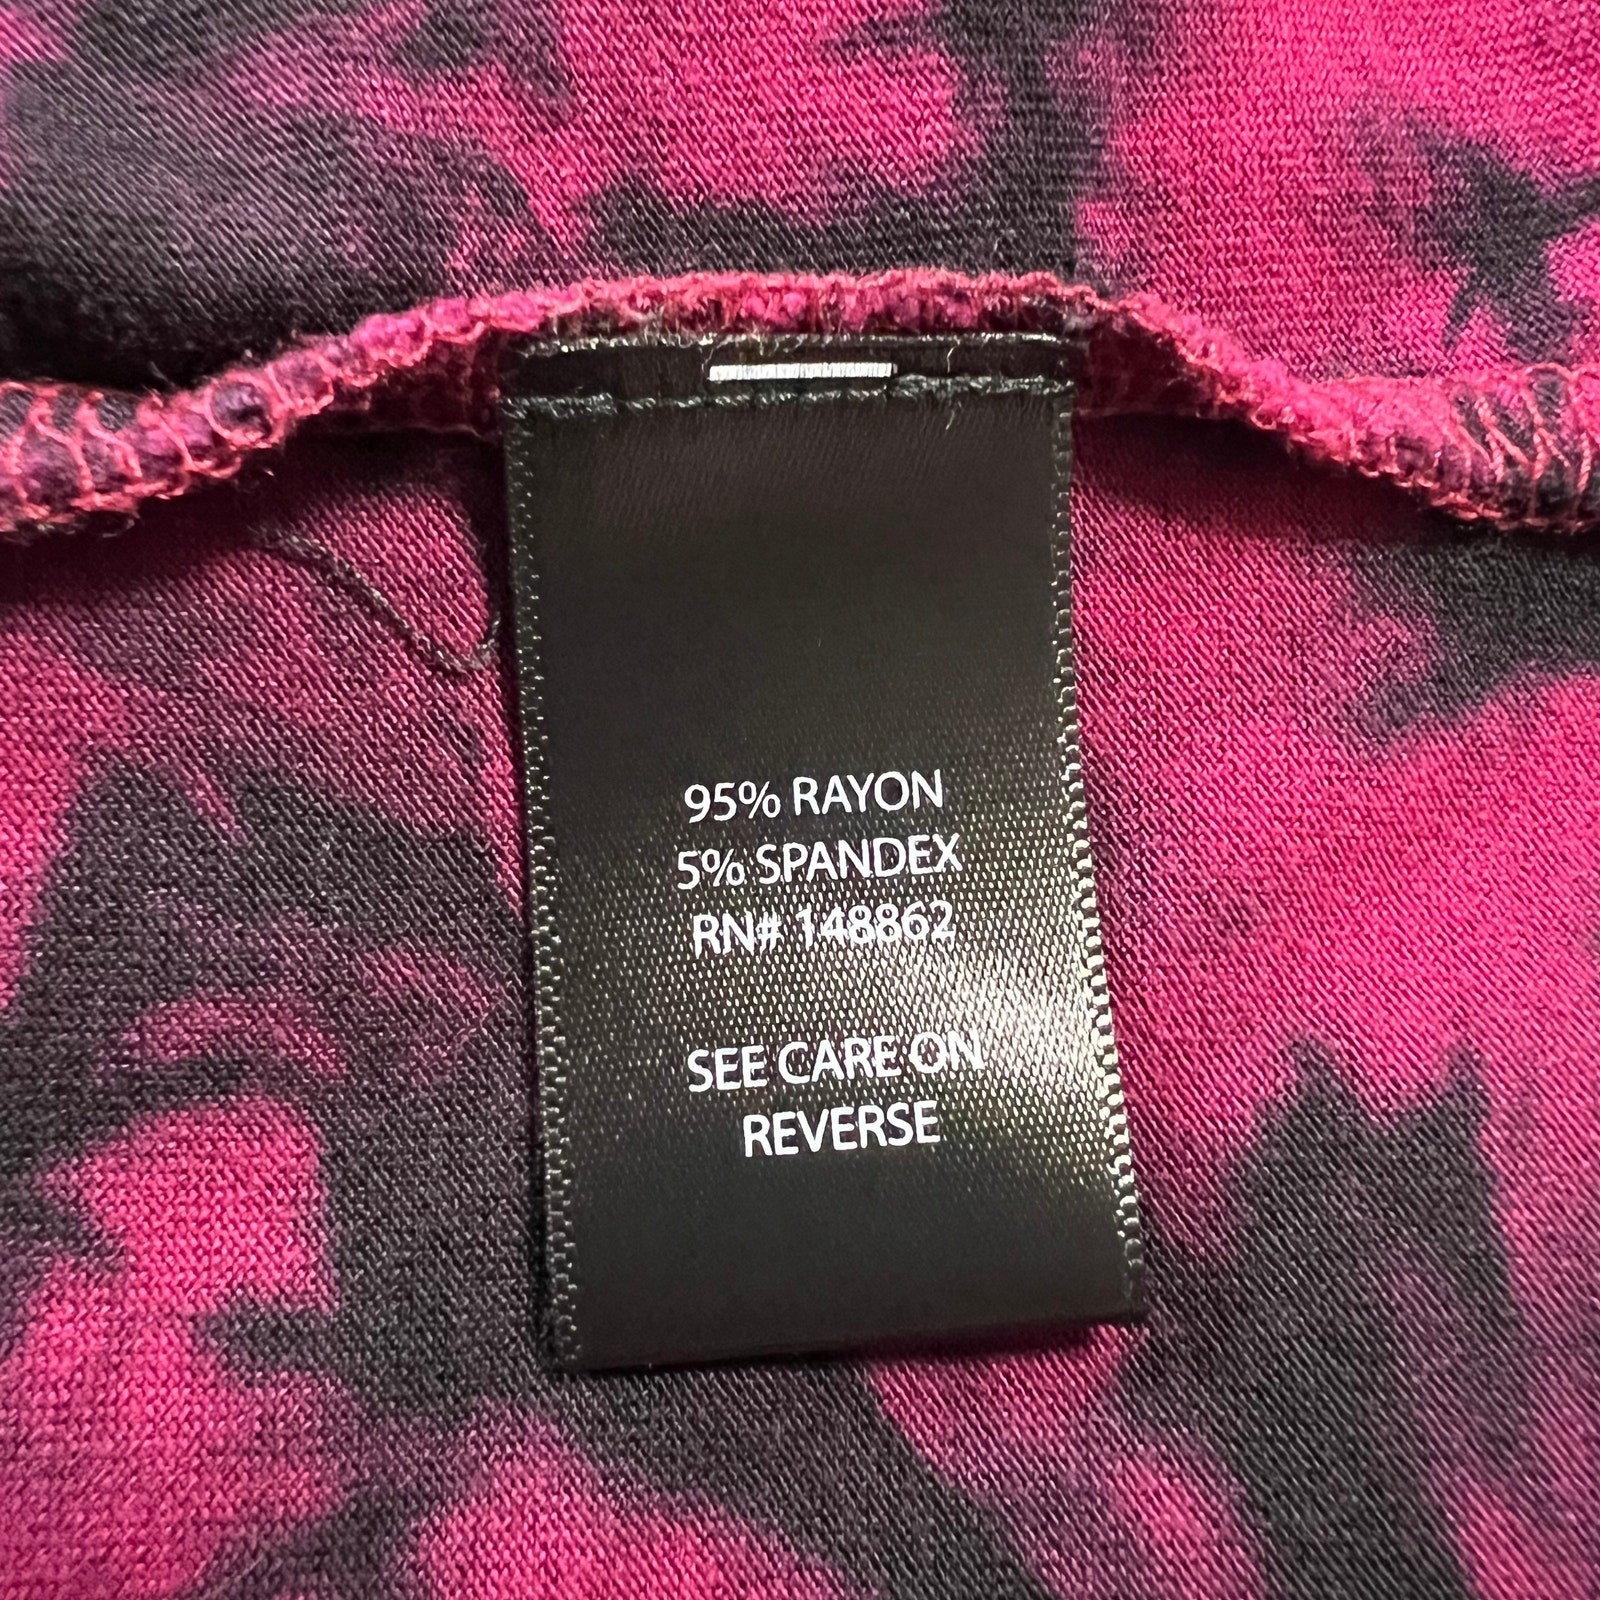 95% RAYON
5% SPANDEX
RN# 148862
SEE CARE ON
REVERSE